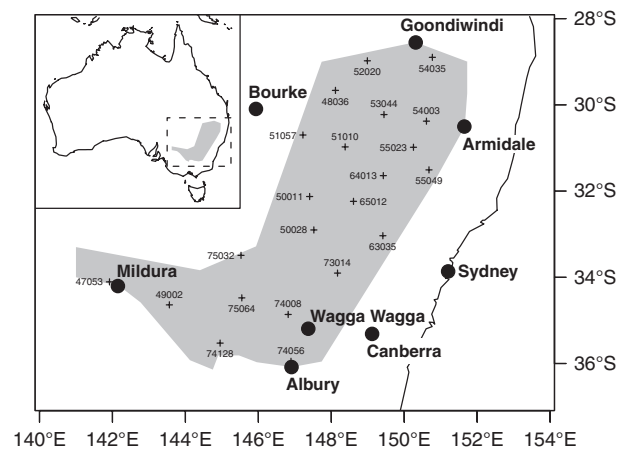 Goondiwindi
28°S
52020
54035
Bourke
48036
53044
54003
30°S
51057
51010
55023
Armidale
64013
55049
32°S
50011
65012
50028
63035
75032
73014
Mildura
47053
Sydney
34°S
49002
75064
74008
Wagga Wagga
74128
74056
Canberra
36°S
Albury
140°E 142°E 144°E 146°E 148°E 150°E 152°E 154°E